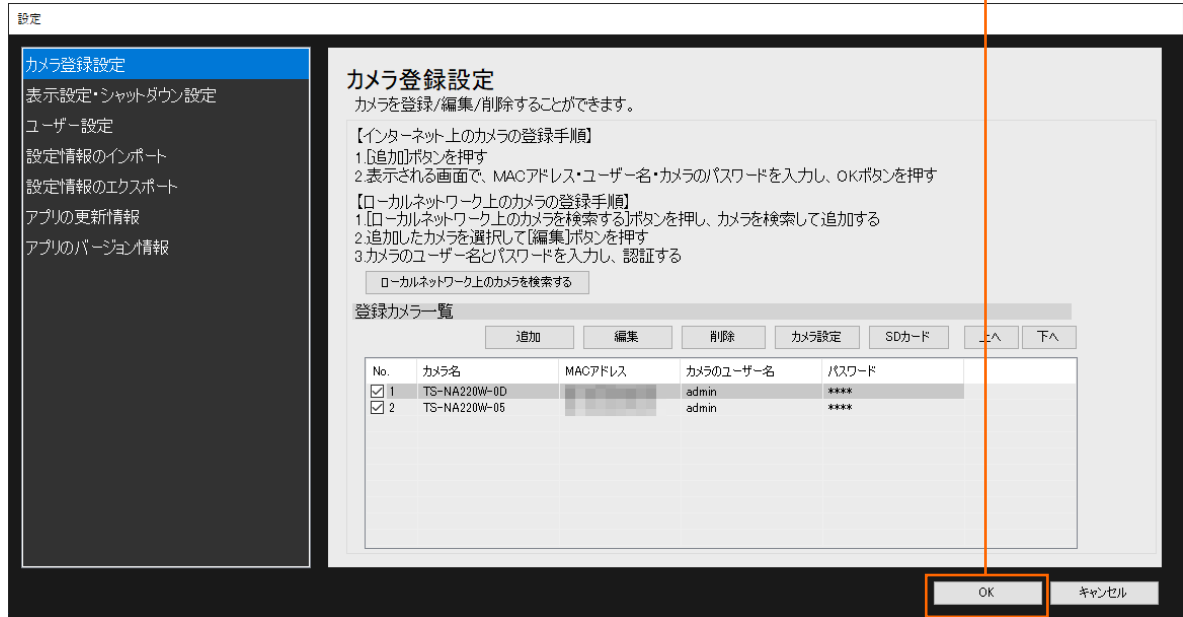 設定
カメラ登録設定
表示設定・シャットダウン設定
ユーザー設定
設定情報のインポート
設定情報のエクスポート
アプリの更新情報
アプリのバージョン情報
カメラ登録設定
カメラを登録/編集/削除することができます。
【インターネット上のカメラの登録手順】
1.[追加]ボタンを押す
2.表示される画面で、MACアドレス・ユーザー名・カメラのパスワードを入力し、OKボタンを押す
【ローカルネットワーク上のカメラの登録手順】
1.[ローカルネットワーク上のカメラを検索する]ボタンを押し、カメラを検索して追加する
2.追加したカメラを選択して[編集]ボタンを押す
3.カメラのユーザー名とパスワードを入力し、認証する
ローカルネットワーク上のカメラを検索する
登録カメラ一覧
追加 編集 削除 カメラ設定 SDカード 上へ 下へ
No. カメラ名 MACアドレス カメラのユーザー名 パスワード
1 TS-NA220W-0D admin ****
2 TS-NA220W-05 admin ****
OK キャンセル